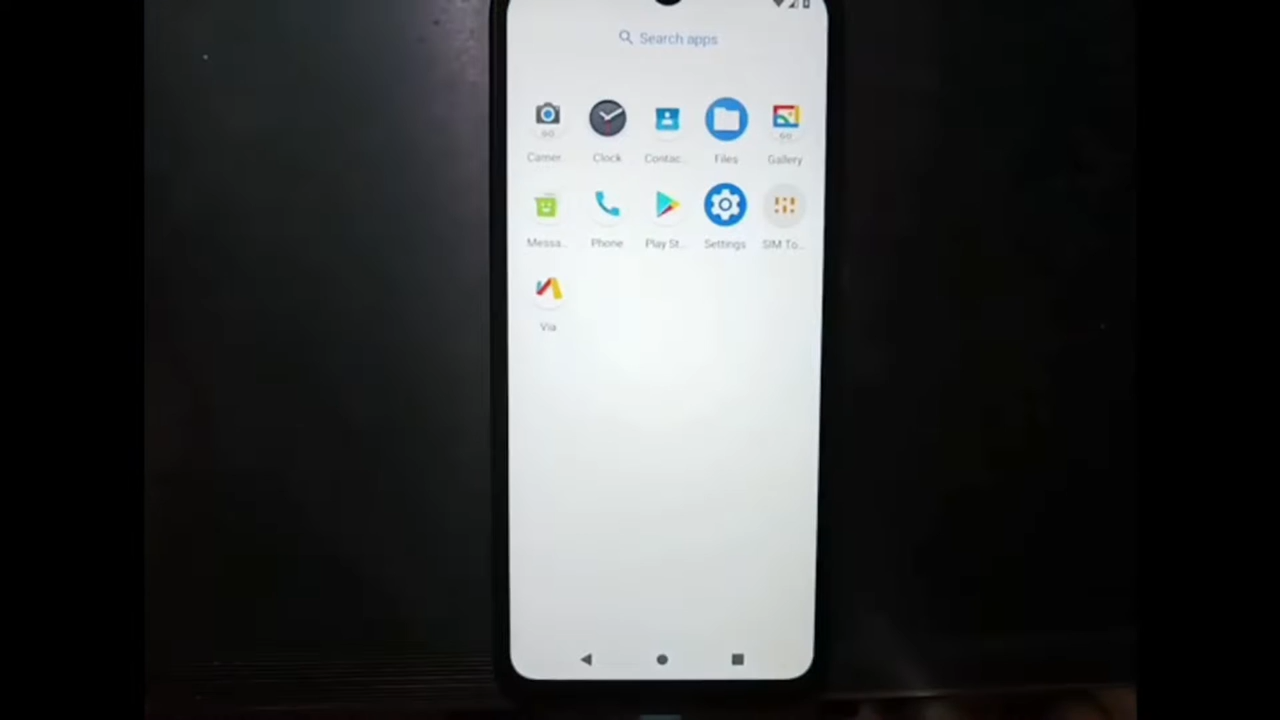 Search apps
Camer..
Clock
Contac...
Files
Gallery
Messa...
Phone
Play St...
Settings
SIM To...
Via